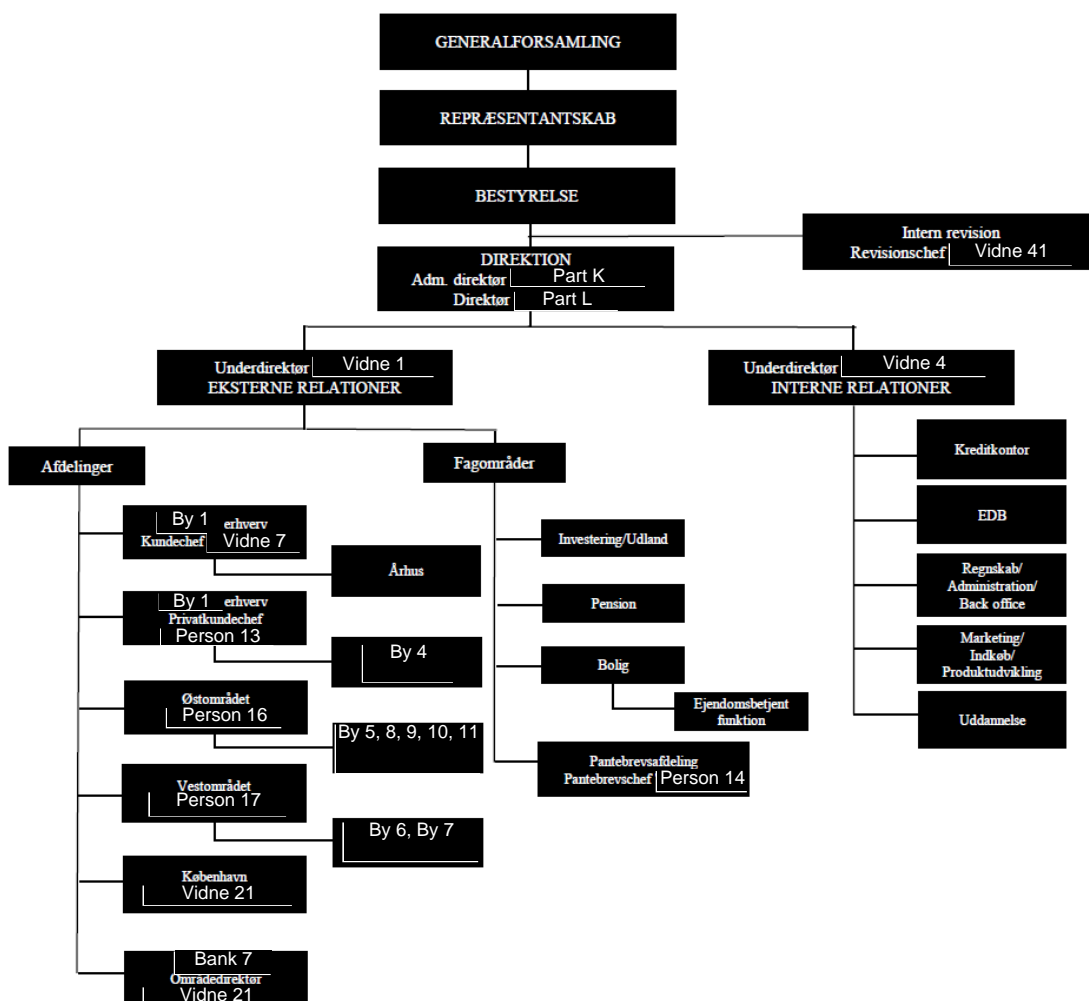 GENERALFORSAMLING
REPRÆSENTANTSKAB
BESTYRELSE
Intern revision
Revisionschef Vidne 41
DIREKTION
Adm. direktør Part K
Direktør Part L
Underdirektør Vidne 1
EKSTERNE RELATIONER
Underdirektør Vidne 4
INTERNE RELATIONER
Afdelinger
By 1 erhverv
Kundechef Vidne 7
Århus
By 1 erhverv
Privatkundechef
Person 13
By 4
Østområdet
Person 16
By 5, 8, 9, 10, 11
Vestområdet
Person 17
By 6, By 7
København
Vidne 21
Bank 7
Områdedirektør
Vidne 21
Fagområder
Investering/Udland
Pension
Bolig
Ejendomsbetjent
funktion
Pantebrevsafdeling
Pantebrevschef Person 14
Kreditkontor
EDB
Regnskab/
Administration/
Back office
Marketing/
Indkøb/
Produktudvikling
Uddannelse